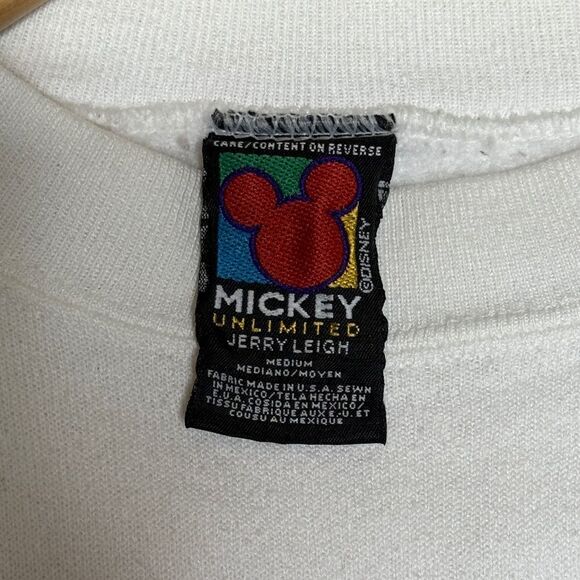 CARE/CONTENT ON REVERSE
©DISNEY
MICKEY
UNLIMITED
JERRY LEIGH
MEDIUM
MEDIANO/MOYEN
FABRIC MADE IN U.S.A. SEWN
IN MEXICO/TELA HECHA EN
E.U.A. COSIDA EN MEXICO/
TISSU FABRIQUE AUX E.-U. ET
COUSU AU MEXIQUE